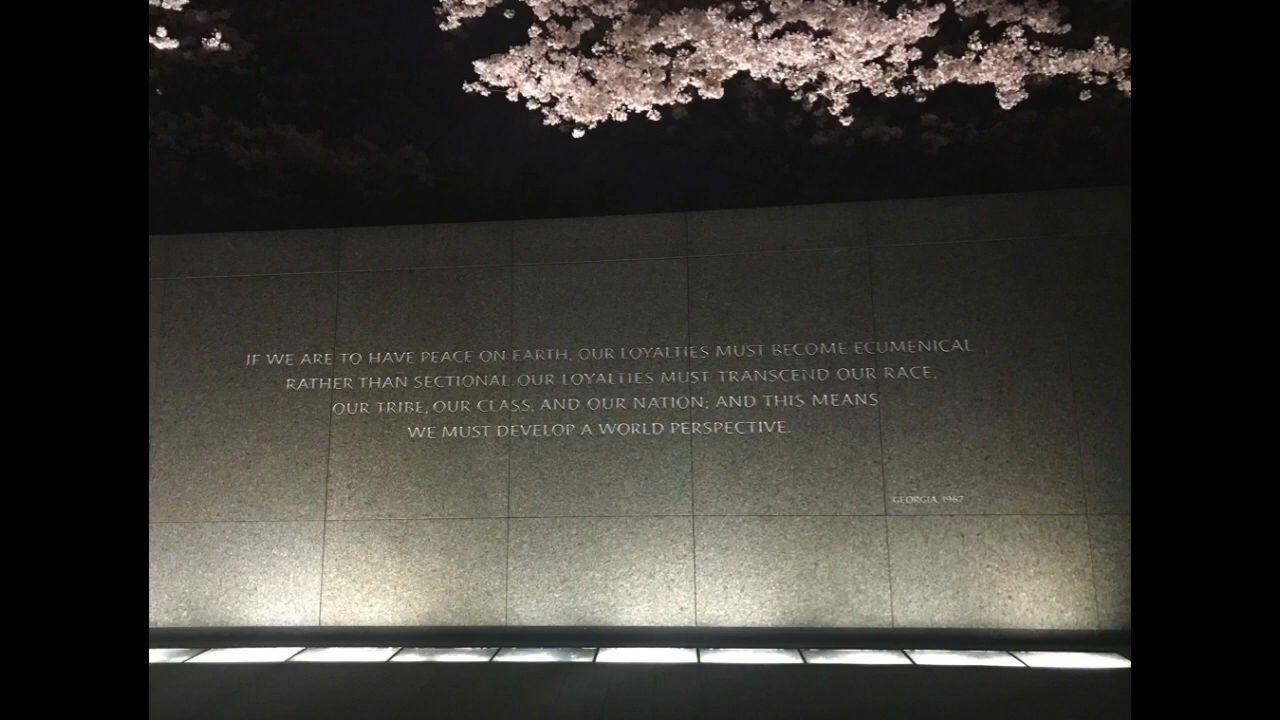 IF WE ARE TO HAVE PEACE ON EARTH, OUR LOYALTIES MUST BECOME ECUMENICAL
RATHER THAN SECTIONAL. OUR LOYALTIES MUST TRANSCEND OUR RACE,
OUR TRIBE, OUR CLASS, AND OUR NATION; AND THIS MEANS
WE MUST DEVELOP A WORLD PERSPECTIVE.
GEORGIA, 1967